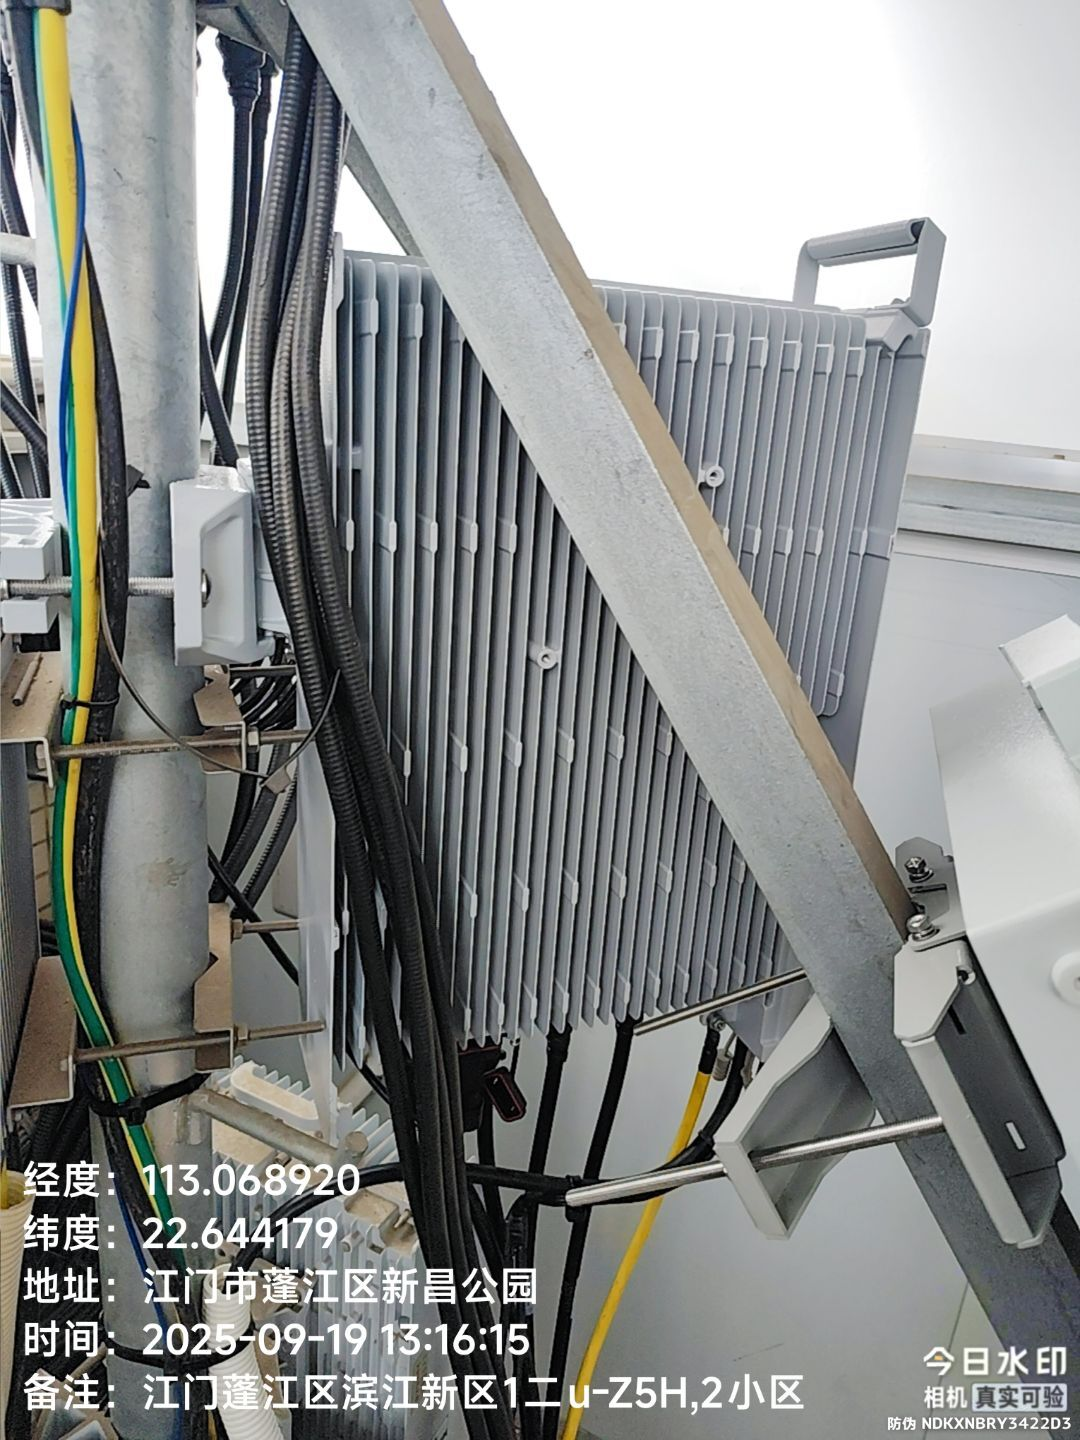 经度：113.068920
纬度：22.644179
地址：江门市蓬江区新昌公园
时间：2025-09-19 13:16:15
备注：江门蓬江区滨江新区1二u-Z5H,2小区
今日水印
相机 真实可验
防伪 NDKXNBRY3422D3